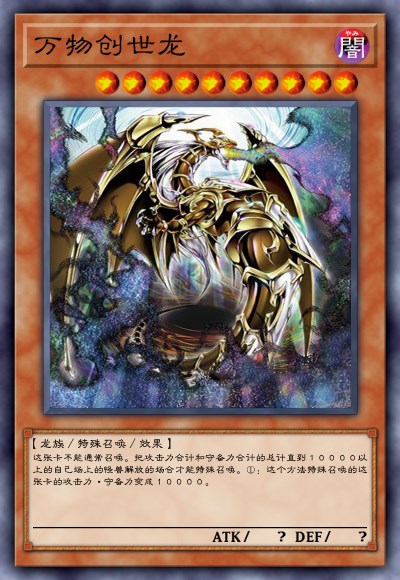 万物创世龙
やみ
闇
【龙族／特殊召唤／效果】
这张卡不能通常召唤。把攻击力合计和守备力合计的总计直到１００００以
上的自己场上的怪兽解放的场合才能特殊召唤。①：这个方法特殊召唤的这
张卡的攻击力·守备力变成１００００。
ATK/ ? DEF/ ?